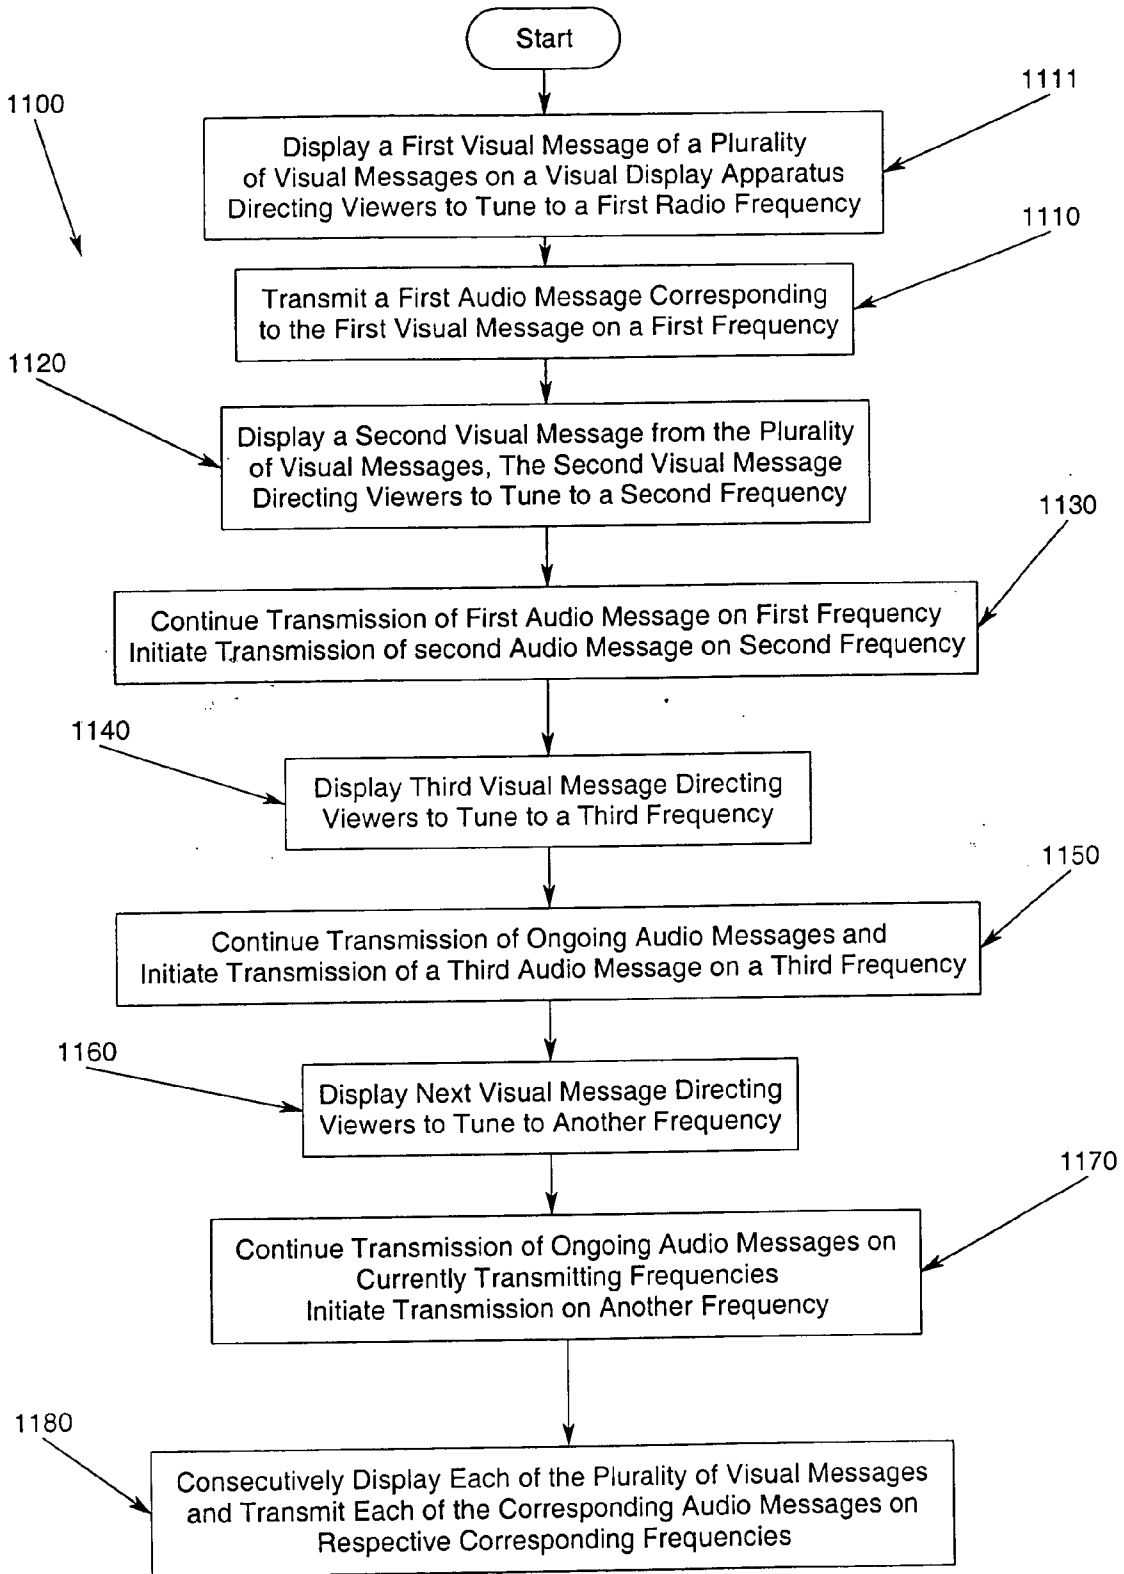 Start
1100
1111
Display a First Visual Message of a Plurality
of Visual Messages on a Visual Display Apparatus
Directing Viewers to Tune to a First Radio Frequency
1110
Transmit a First Audio Message Corresponding
to the First Visual Message on a First Frequency
1120
Display a Second Visual Message from the Plurality
of Visual Messages, The Second Visual Message
Directing Viewers to Tune to a Second Frequency
1130
Continue Transmission of First Audio Message on First Frequency
Initiate Transmission of second Audio Message on Second Frequency
1140
Display Third Visual Message Directing
Viewers to Tune to a Third Frequency
1150
Continue Transmission of Ongoing Audio Messages and
Initiate Transmission of a Third Audio Message on a Third Frequency
1160
Display Next Visual Message Directing
Viewers to Tune to Another Frequency
1170
Continue Transmission of Ongoing Audio Messages on
Currently Transmitting Frequencies
Initiate Transmission on Another Frequency
1180
Consecutively Display Each of the Plurality of Visual Messages
and Transmit Each of the Corresponding Audio Messages on
Respective Corresponding Frequencies